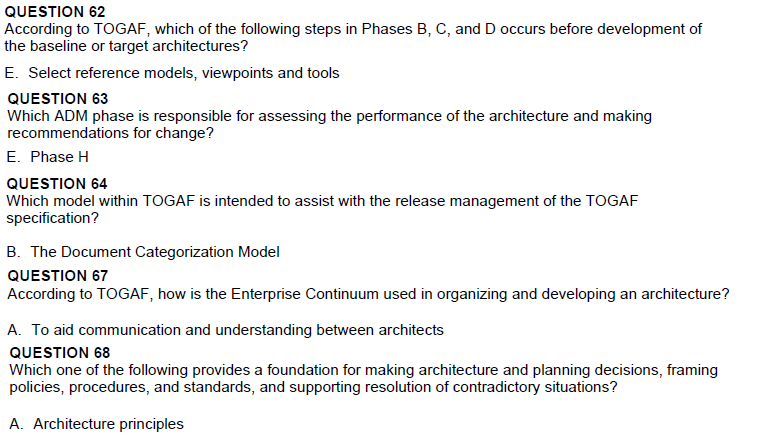 QUESTION 62
According to TOGAF, which of the following steps in Phases B, C, and D occurs before development of
the baseline or target architectures?
E. Select reference models, viewpoints and tools
QUESTION 63
Which ADM phase is responsible for assessing the performance of the architecture and making
recommendations for change?
E. Phase H
QUESTION 64
Which model within TOGAF is intended to assist with the release management of the TOGAF
specification?
B. The Document Categorization Model
QUESTION 67
According to TOGAF, how is the Enterprise Continuum used in organizing and developing an architecture?
A. To aid communication and understanding between architects
QUESTION 68
Which one of the following provides a foundation for making architecture and planning decisions, framing
policies, procedures, and standards, and supporting resolution of contradictory situations?
A. Architecture principles